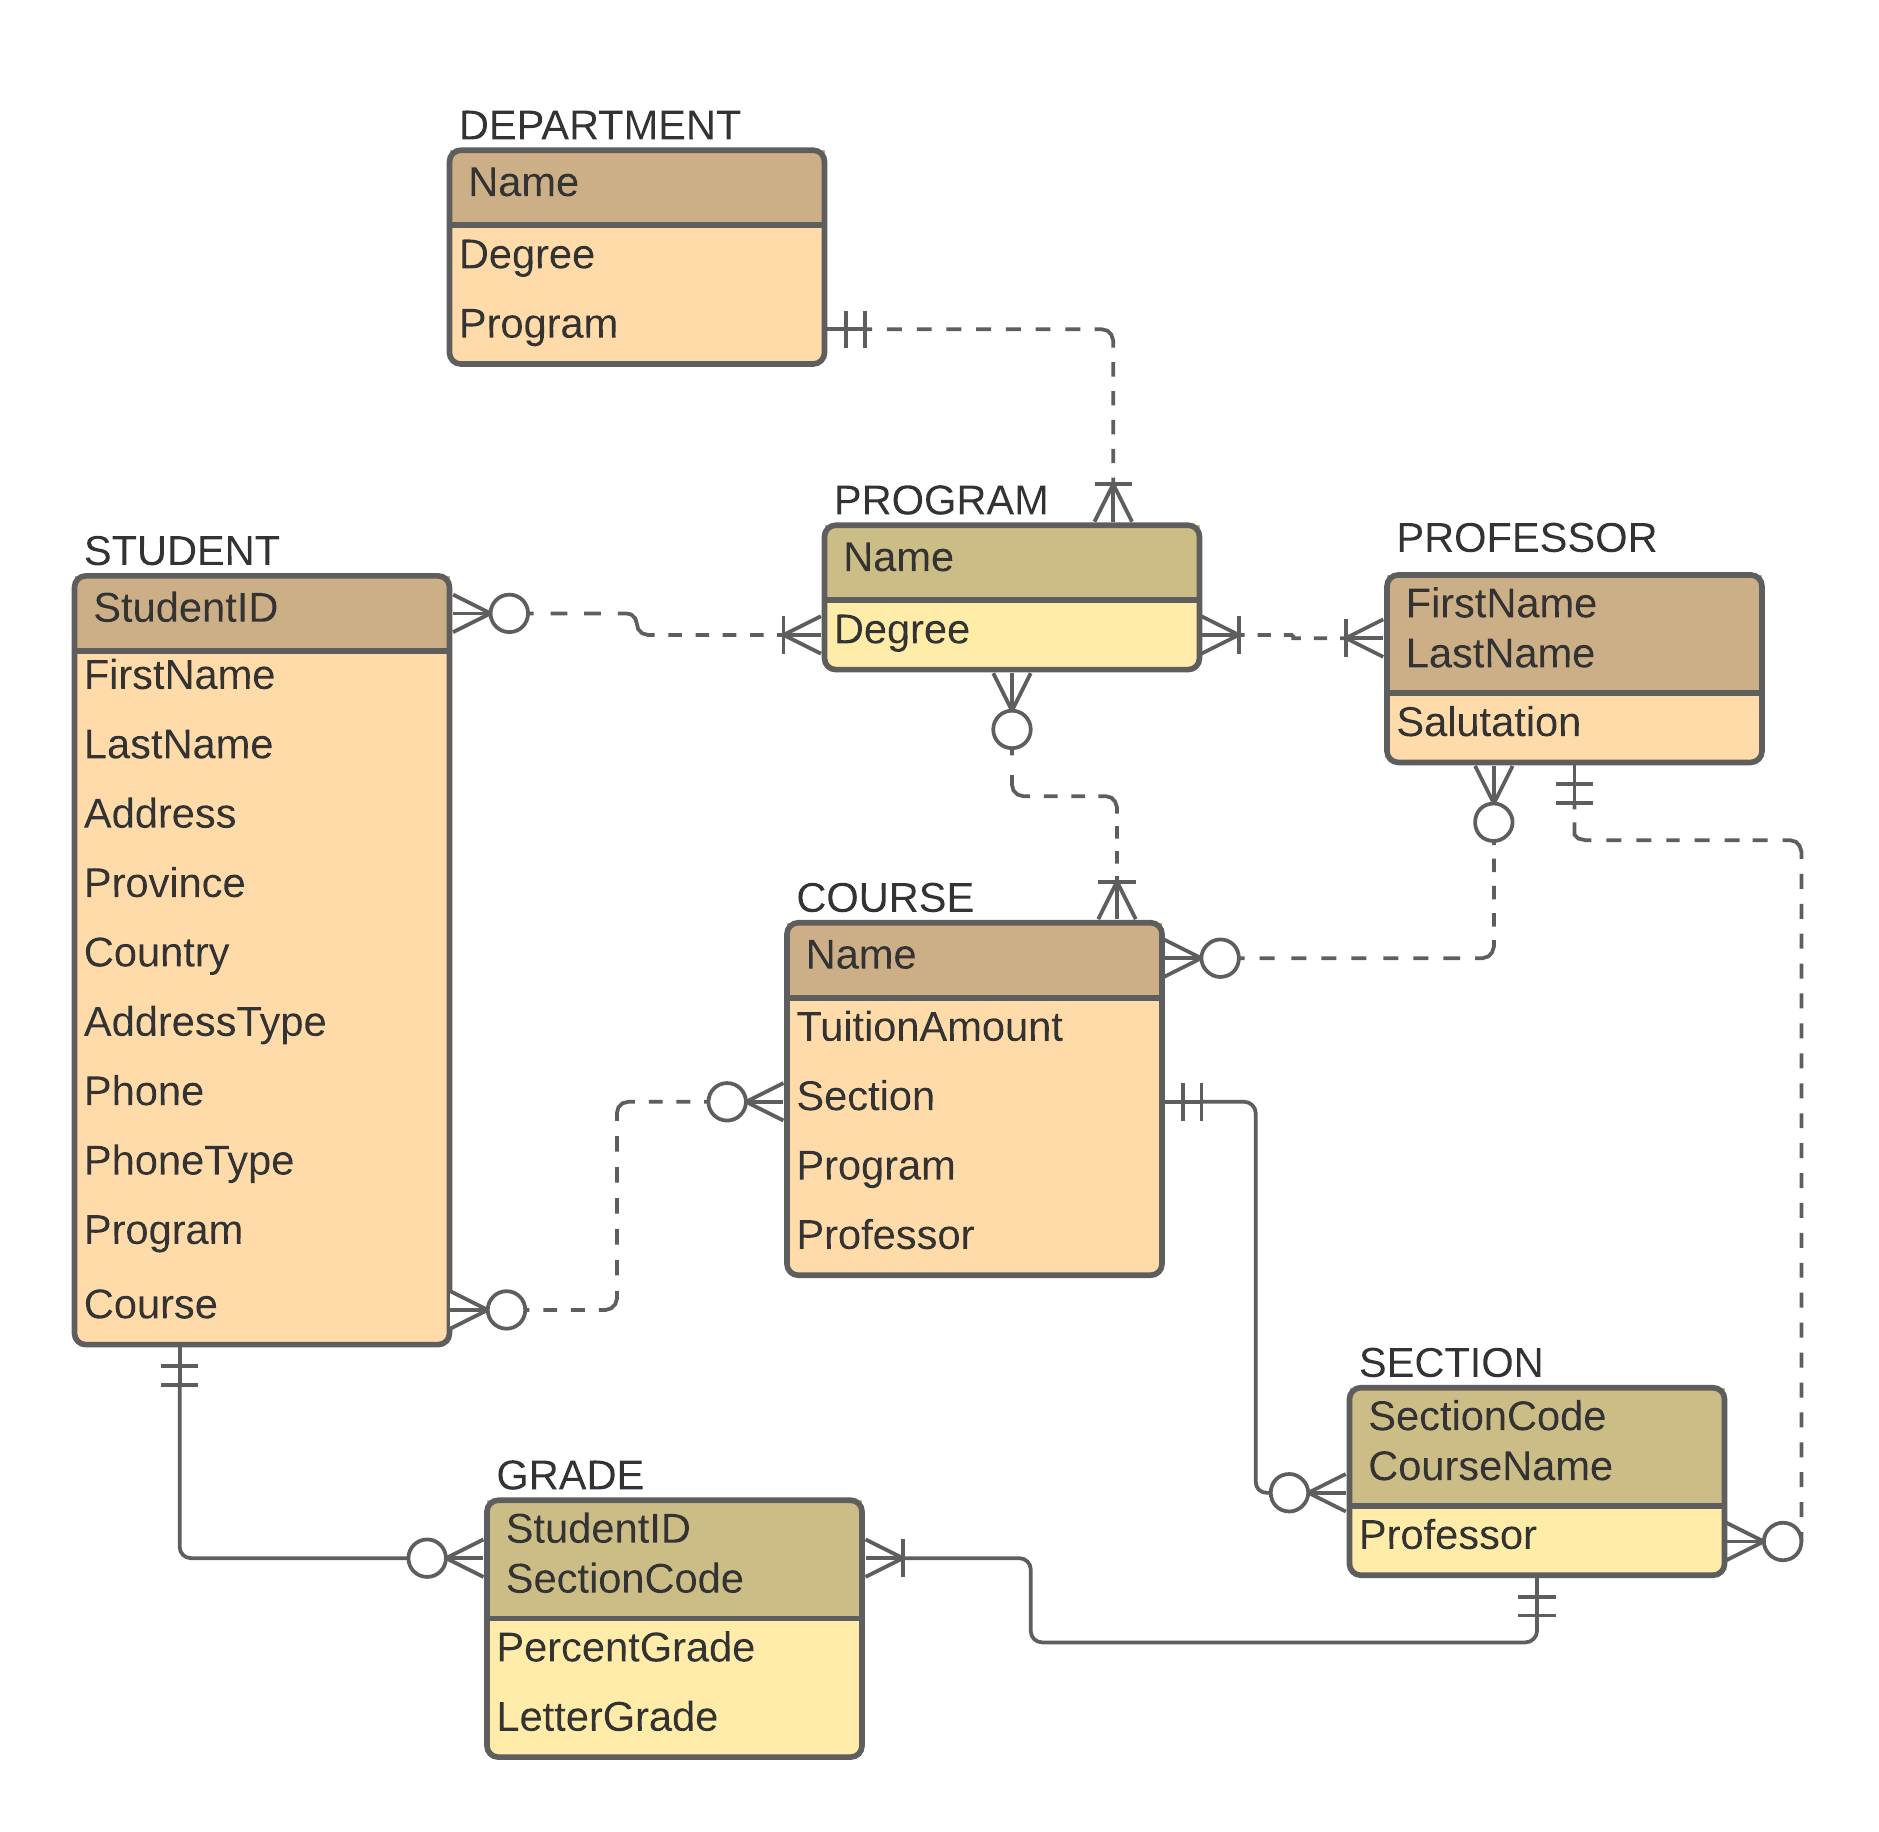 DEPARTMENT
Name
Degree
Program
PROGRAM
Name
Degree
PROFESSOR
FirstName
LastName
Salutation
STUDENT
StudentID
FirstName
LastName
Address
Province
Country
AddressType
Phone
PhoneType
Program
Course
COURSE
Name
TuitionAmount
Section
Program
Professor
SECTION
SectionCode
CourseName
Professor
GRADE
StudentID
SectionCode
PercentGrade
LetterGrade